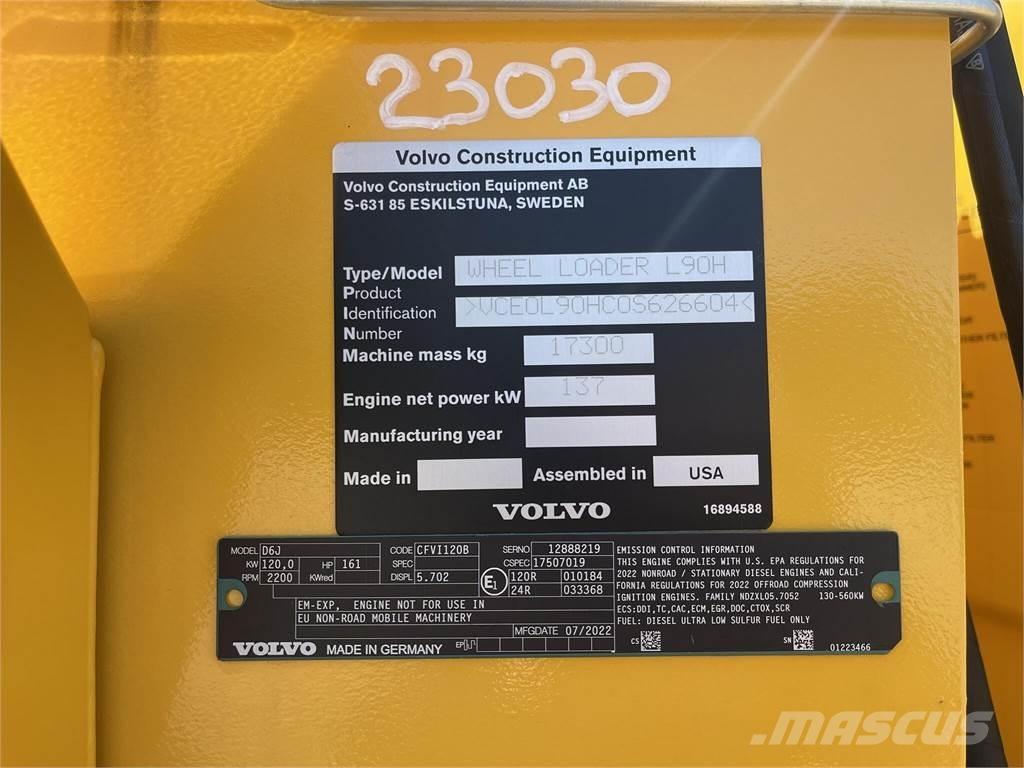 23030
Volvo Construction Equipment
Volvo Construction Equipment AB
S-631 85 ESKILSTUNA, SWEDEN
Type/Model WHEEL LOADER L90H
Product
Identification >VCE0L90HC0S626604<
Number
Machine mass kg 17300
Engine net power kW 137
Manufacturing year
Made in Assembled in USA
VOLVO 16894588
MODEL D6J CODE CFVI120B SERNO 12888219
KW 120,0 HP 161 CSPEC 17507019
RPM 2200 KWred DISPL 5.702 E1 120R 010184
24R 033368
EM-EXP, ENGINE NOT FOR USE IN
EU NON-ROAD MOBILE MACHINERY
MFGDATE 07/2022
VOLVO MADE IN GERMANY EP
EMISSION CONTROL INFORMATION
THIS ENGINE COMPLIES WITH U.S. EPA REGULATIONS FOR
2022 NONROAD / STATIONARY DIESEL ENGINES AND CALI-
FORNIA REGULATIONS FOR 2022 OFFROAD COMPRESSION
IGNITION ENGINES. FAMILY NDZXL05.7052 130-560KW
ECS:DDI,TC,CAC,ECM,EGR,DOC,CTOX,SCR
FUEL: DIESEL ULTRA LOW SULFUR FUEL ONLY
CS SN 01223466
MASCUS